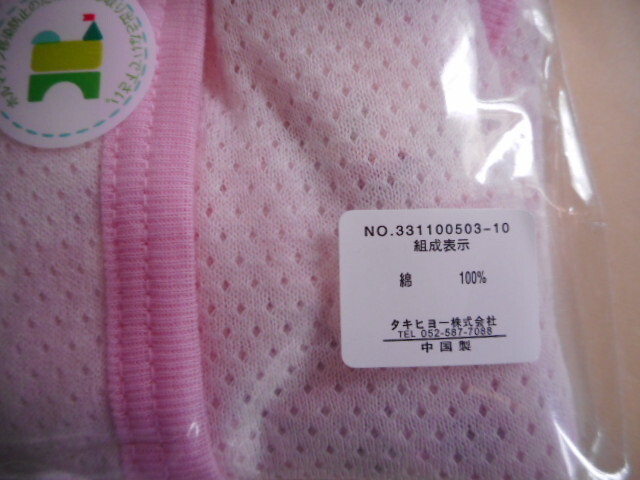 NO.331100503-10
組成表示
綿 100%
タキヒヨー株式会社
TEL 052-587-7088
中国製